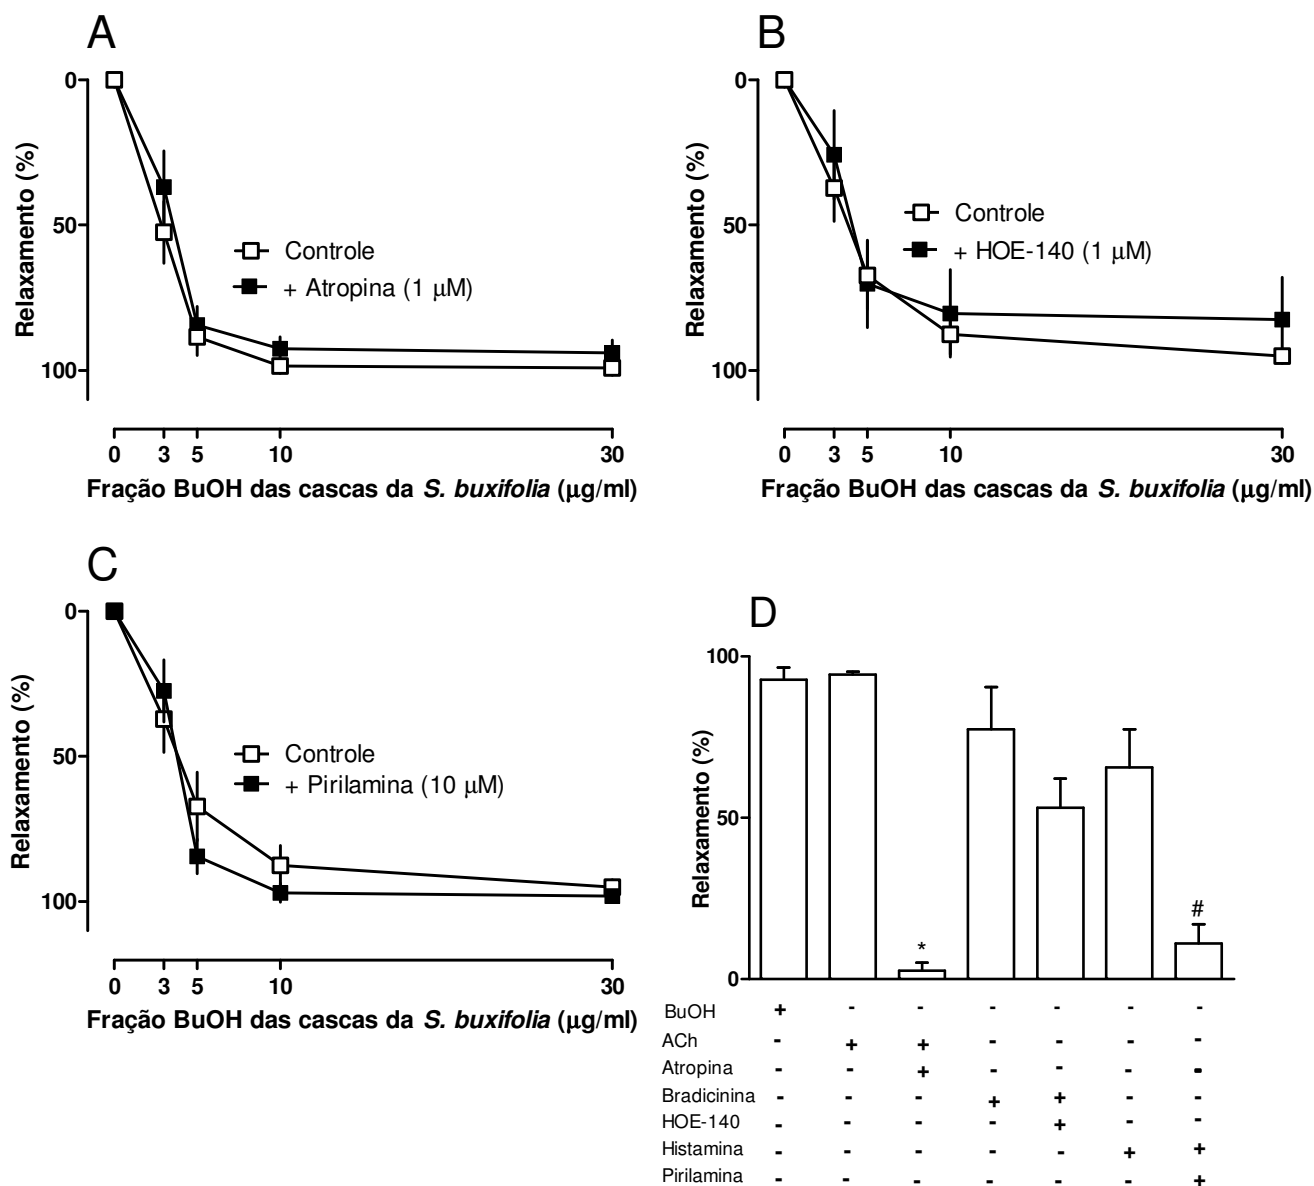 A
0
50
100
Relaxamento (%)
Controle
+ Atropina (1 μM)
0 3 5 10 30
Fração BuOH das cascas da S. buxifolia (μg/ml)
B
0
50
100
Relaxamento (%)
Controle
+ HOE-140 (1 μM)
0 3 5 10 30
Fração BuOH das cascas da S. buxifolia (μg/ml)
C
0
50
100
Relaxamento (%)
Controle
+ Pirilamina (10 μM)
0 3 5 10 30
Fração BuOH das cascas da S. buxifolia (μg/ml)
D
100
50
0
Relaxamento (%)
*
#
BuOH + - - - - - -
ACh - + + - - - -
Atropina - - + - - - -
Bradicinina - - - + + - -
HOE-140 - - - - + - -
Histamina - - - - - + +
Pirilamina - - - - - - +